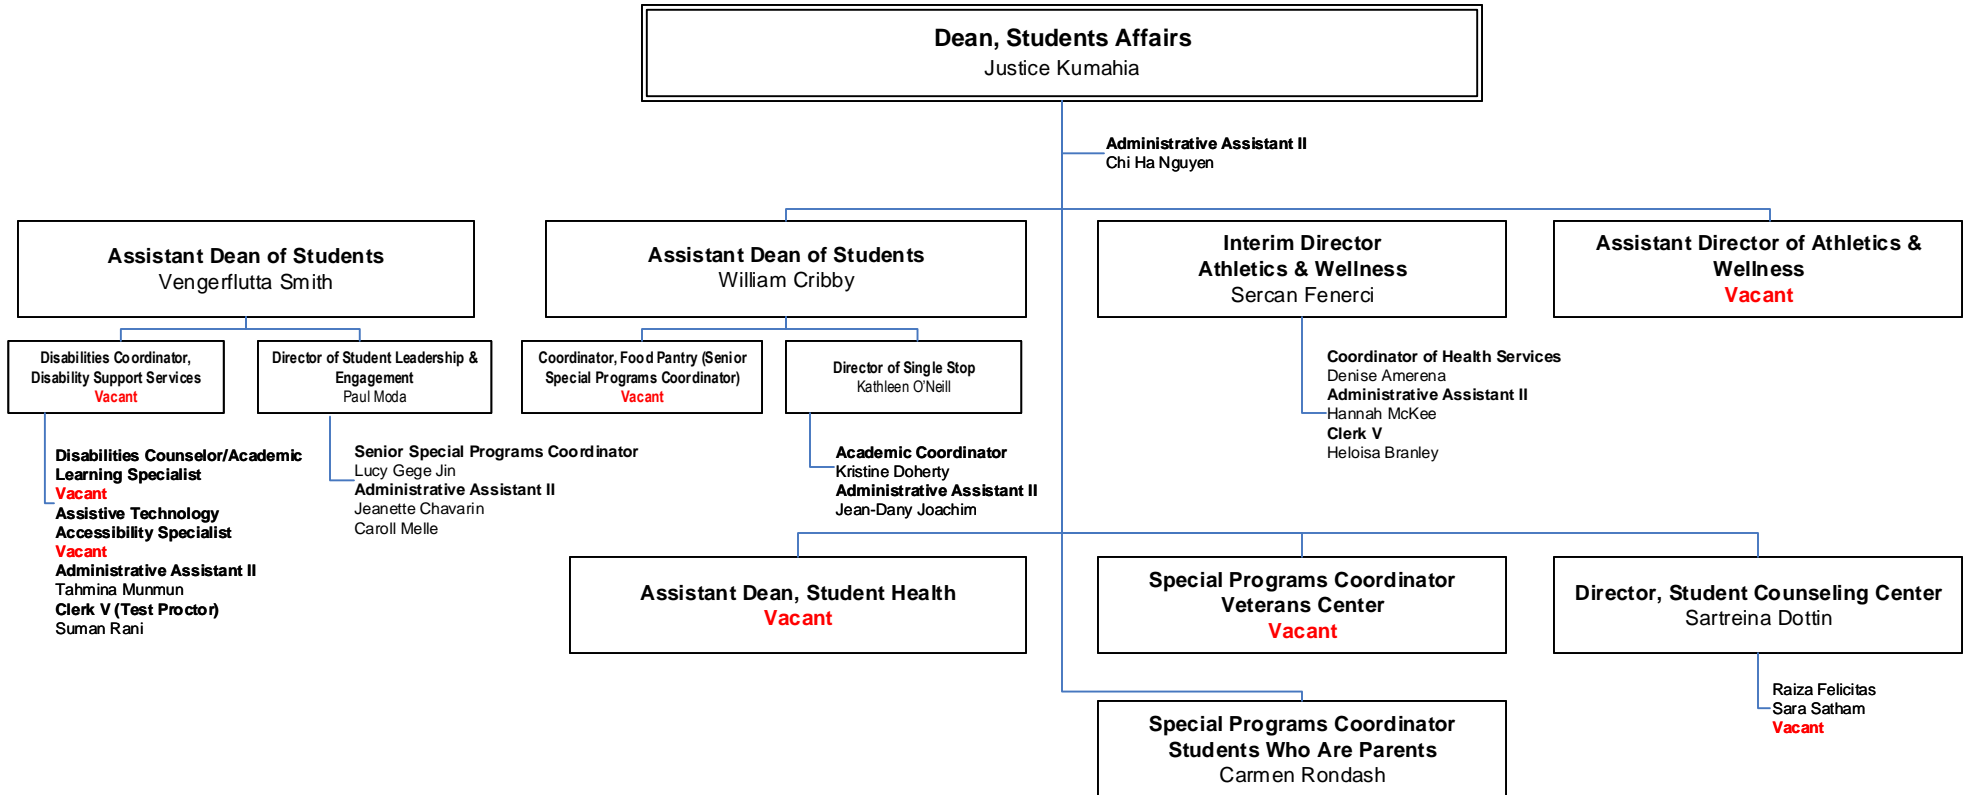 Dean, Students Affairs
Justice Kumahia
Administrative Assistant II
Chi Ha Nguyen
Assistant Dean of Students
Vengerflutta Smith
Assistant Dean of Students
William Cribby
Interim Director
Athletics & Wellness
Sercan Fenerci
Assistant Director of Athletics &
Wellness
Vacant
Disabilities Coordinator,
Disability Support Services
Vacant
Director of Student Leadership &
Engagement
Paul Moda
Coordinator, Food Pantry (Senior
Special Programs Coordinator)
Vacant
Director of Single Stop
Kathleen O'Neill
Coordinator of Health Services
Denise Amerena
Administrative Assistant II
Hannah McKee
Clerk V
Heloisa Branley
Disabilities Counselor/Academic
Learning Specialist
Vacant
Assistive Technology
Accessibility Specialist
Vacant
Administrative Assistant II
Tahmina Munmun
Clerk V (Test Proctor)
Suman Rani
Senior Special Programs Coordinator
Lucy Gege Jin
Administrative Assistant II
Jeanette Chavarin
Caroll Melle
Academic Coordinator
Kristine Doherty
Administrative Assistant II
Jean-Dany Joachim
Assistant Dean, Student Health
Vacant
Special Programs Coordinator
Veterans Center
Vacant
Director, Student Counseling Center
Sartreina Dottin
Raiza Felicitas
Sara Satham
Vacant
Special Programs Coordinator
Students Who Are Parents
Carmen Rondash